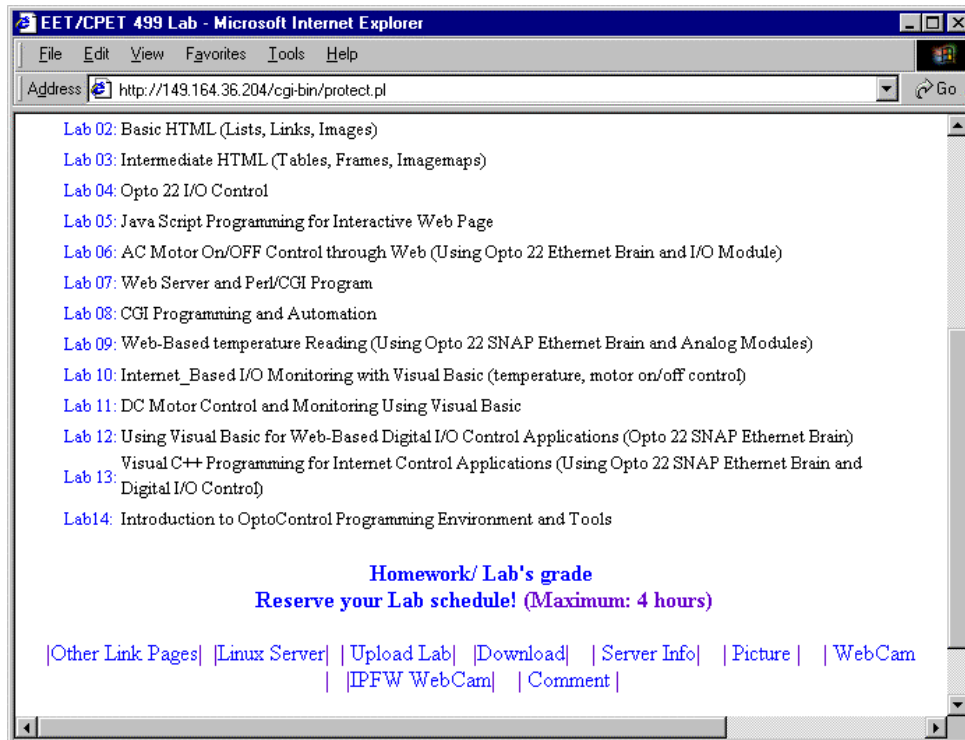 EET/CPET 499 Lab - Microsoft Internet Explorer
File Edit View Favorites Tools Help
Address http://149.164.36.204/cgi-bin/protect.pl Go
Lab 02: Basic HTML (Lists, Links, Images)
Lab 03: Intermediate HTML (Tables, Frames, Imagemaps)
Lab 04: Opto 22 I/O Control
Lab 05: Java Script Programming for Interactive Web Page
Lab 06: AC Motor On/OFF Control through Web (Using Opto 22 Ethernet Brain and I/O Module)
Lab 07: Web Server and Perl/CGI Program
Lab 08: CGI Programming and Automation
Lab 09: Web-Based temperature Reading (Using Opto 22 SNAP Ethernet Brain and Analog Modules)
Lab 10: Internet_Based I/O Monitoring with Visual Basic (temperature, motor on/off control)
Lab 11: DC Motor Control and Monitoring Using Visual Basic
Lab 12: Using Visual Basic for Web-Based Digital I/O Control Applications (Opto 22 SNAP Ethernet Brain)
Lab 13: Visual C++ Programming for Internet Control Applications (Using Opto 22 SNAP Ethernet Brain and
Digital I/O Control)
Lab14: Introduction to OptoControl Programming Environment and Tools
Homework/ Lab's grade
Reserve your Lab schedule! (Maximum: 4 hours)
|Other Link Pages| |Linux Server| | Upload Lab| |Download| | Server Info| | Picture | | WebCam
| |IPFW WebCam| | Comment |